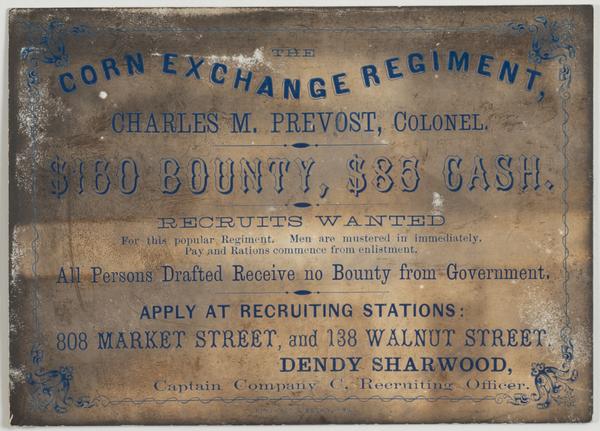 THE
CORN EXCHANGE REGIMENT,
CHARLES M. PREVOST, COLONEL.
$160 BOUNTY, $85 CASH.
RECRUITS WANTED
For this popular Regiment. Men are mustered in immediately.
Pay and Rations commence from enlistment.
All Persons Drafted Receive no Bounty from Government.
APPLY AT RECRUITING STATIONS:
808 MARKET STREET, and 138 WALNUT STREET.
DENDY SHARWOOD,
Captain Company C, Recruiting Officer.